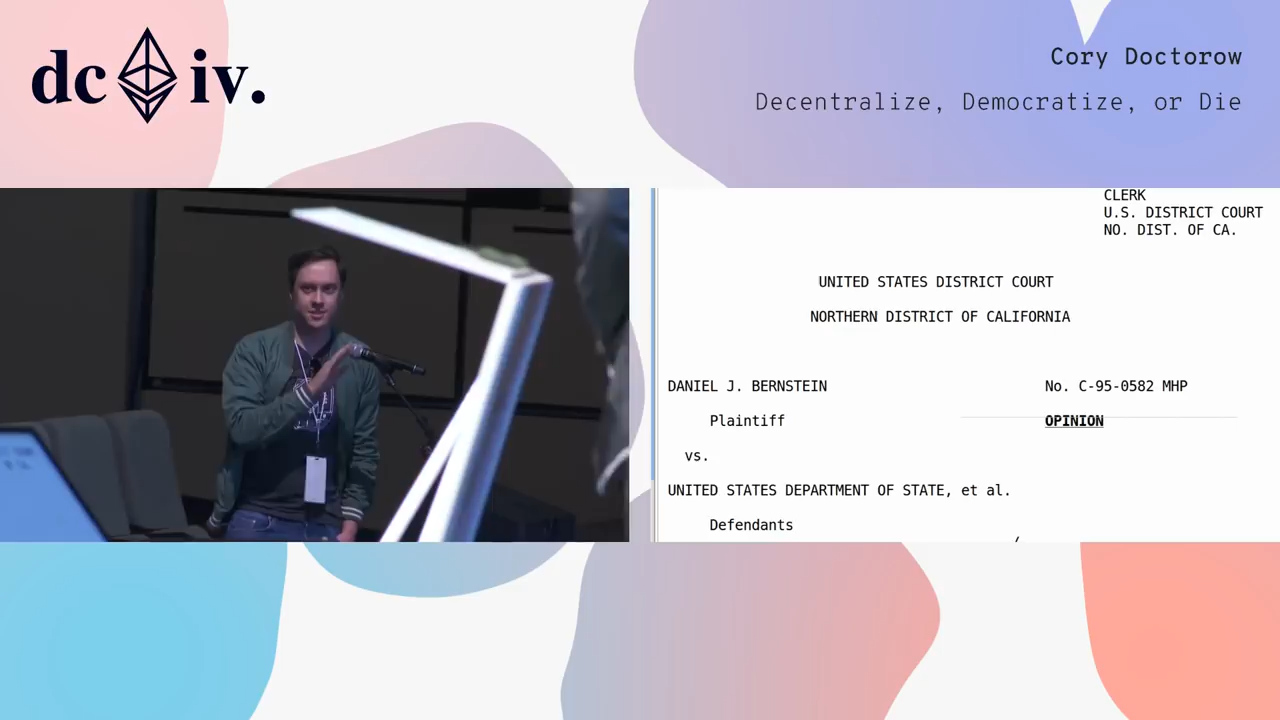 dc iv.
Cory Doctorow
Decentralize, Democratize, or Die
CLERK
U.S. DISTRICT COURT
NO. DIST. OF CA.
UNITED STATES DISTRICT COURT
NORTHERN DISTRICT OF CALIFORNIA
DANIEL J. BERNSTEIN No. C-95-0582 MHP
Plaintiff OPINION
vs.
UNITED STATES DEPARTMENT OF STATE, et al.
Defendants
/